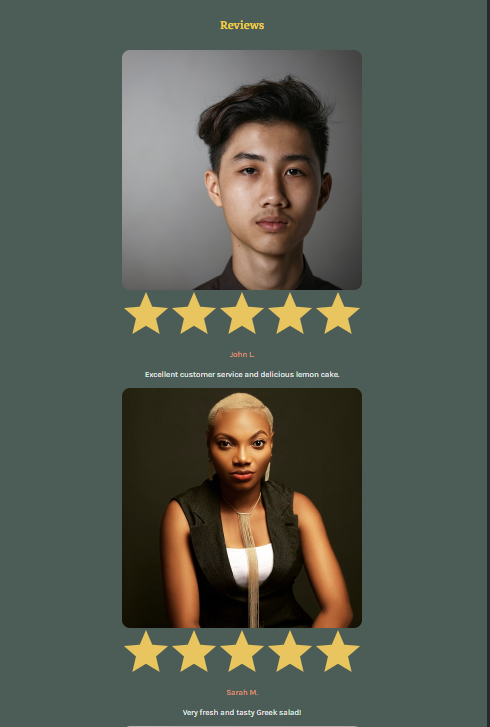 Reviews
John L.
Excellent customer service and delicious lemon cake.
Sarah M.
Very fresh and tasty Greek salad!